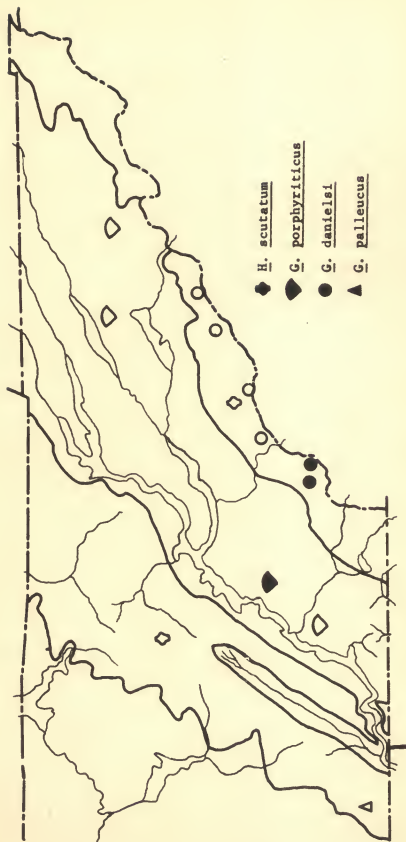 H. scutatum
G. porphyriticus
G. danielsi
G. palleucus